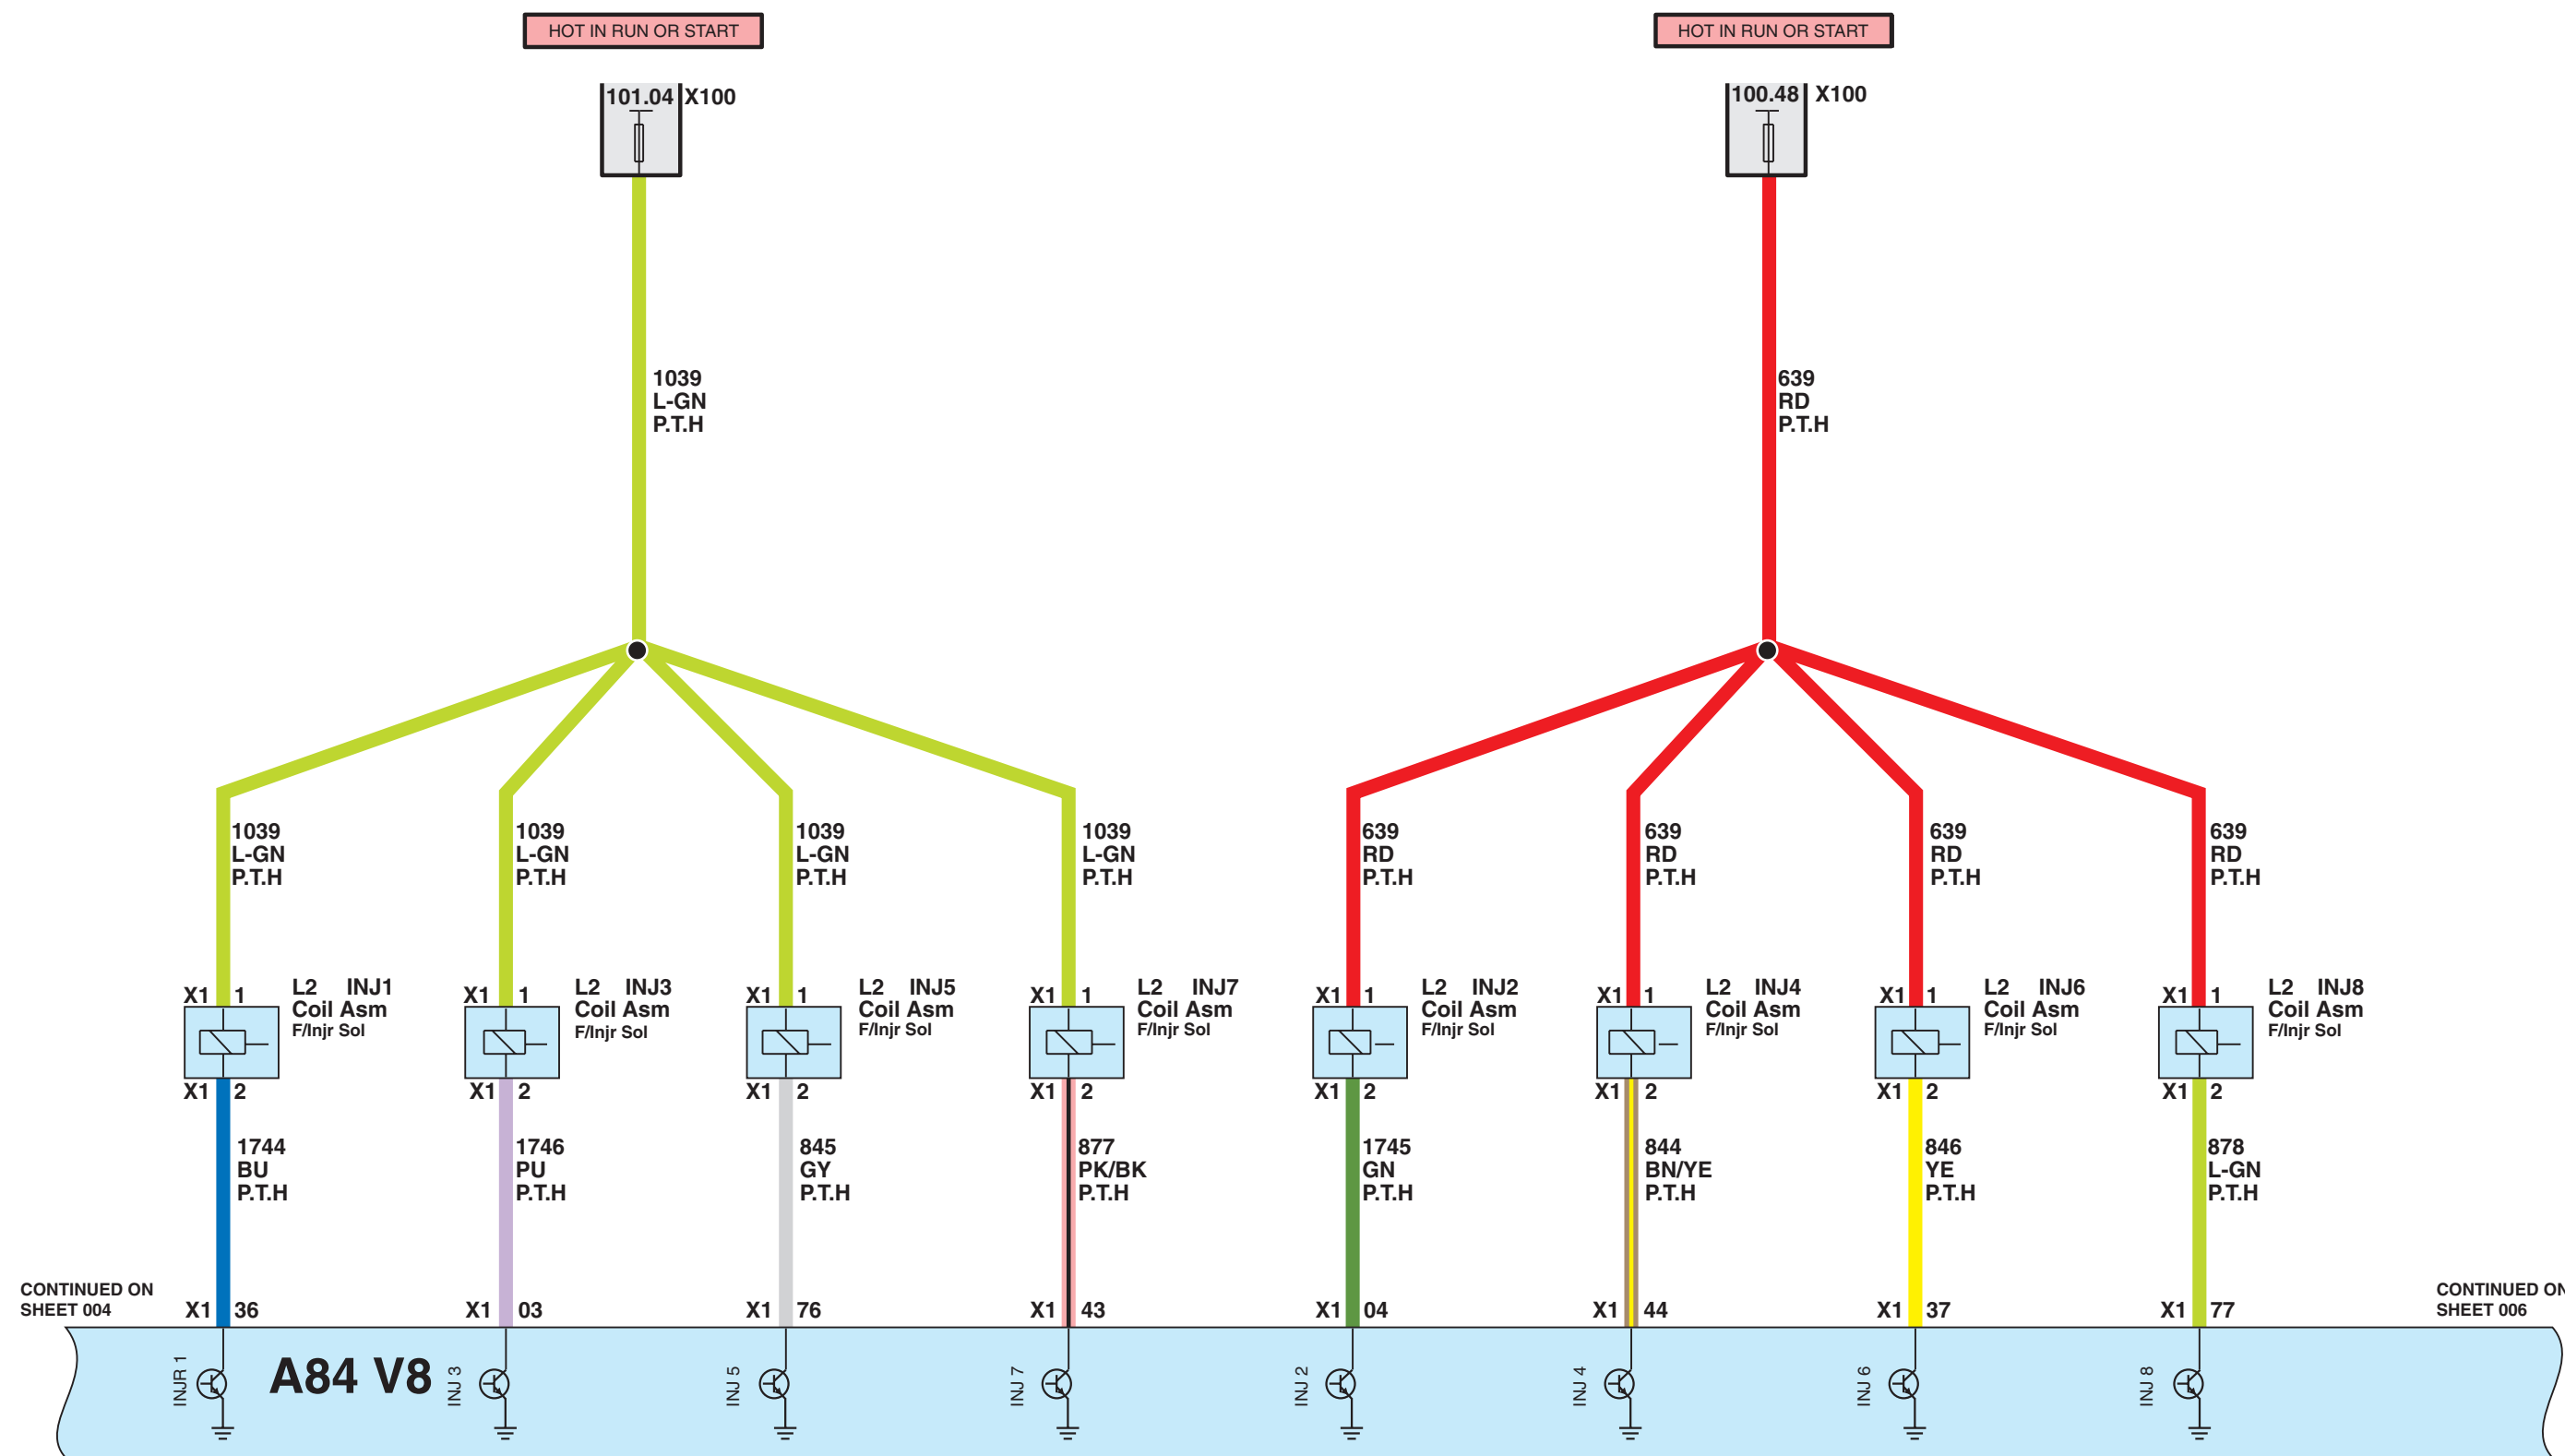 HOT IN RUN OR START
HOT IN RUN OR START
101.04 X100
100.48 X100
1039
L-GN
P.T.H
639
RD
P.T.H
1039
L-GN
P.T.H
1039
L-GN
P.T.H
1039
L-GN
P.T.H
1039
L-GN
P.T.H
639
RD
P.T.H
639
RD
P.T.H
639
RD
P.T.H
639
RD
P.T.H
X1 1
L2 INJ1
Coil Asm
F/Injr Sol
X1 1
L2 INJ3
Coil Asm
F/Injr Sol
X1 1
L2 INJ5
Coil Asm
F/Injr Sol
X1 1
L2 INJ7
Coil Asm
F/Injr Sol
X1 1
L2 INJ2
Coil Asm
F/Injr Sol
X1 1
L2 INJ4
Coil Asm
F/Injr Sol
X1 1
L2 INJ6
Coil Asm
F/Injr Sol
X1 1
L2 INJ8
Coil Asm
F/Injr Sol
X1 2
X1 2
X1 2
X1 2
X1 2
X1 2
X1 2
X1 2
1744
BU
P.T.H
1746
PU
P.T.H
845
GY
P.T.H
877
PK/BK
P.T.H
1745
GN
P.T.H
844
BN/YE
P.T.H
846
YE
P.T.H
878
L-GN
P.T.H
CONTINUED ON
SHEET 004
X1 36
X1 03
X1 76
X1 43
X1 04
X1 44
X1 37
X1 77
CONTINUED ON
SHEET 006
INJR 1
A84 V8
INJ 3
INJ 5
INJ 7
INJ 2
INJ 4
INJ 6
INJ 8